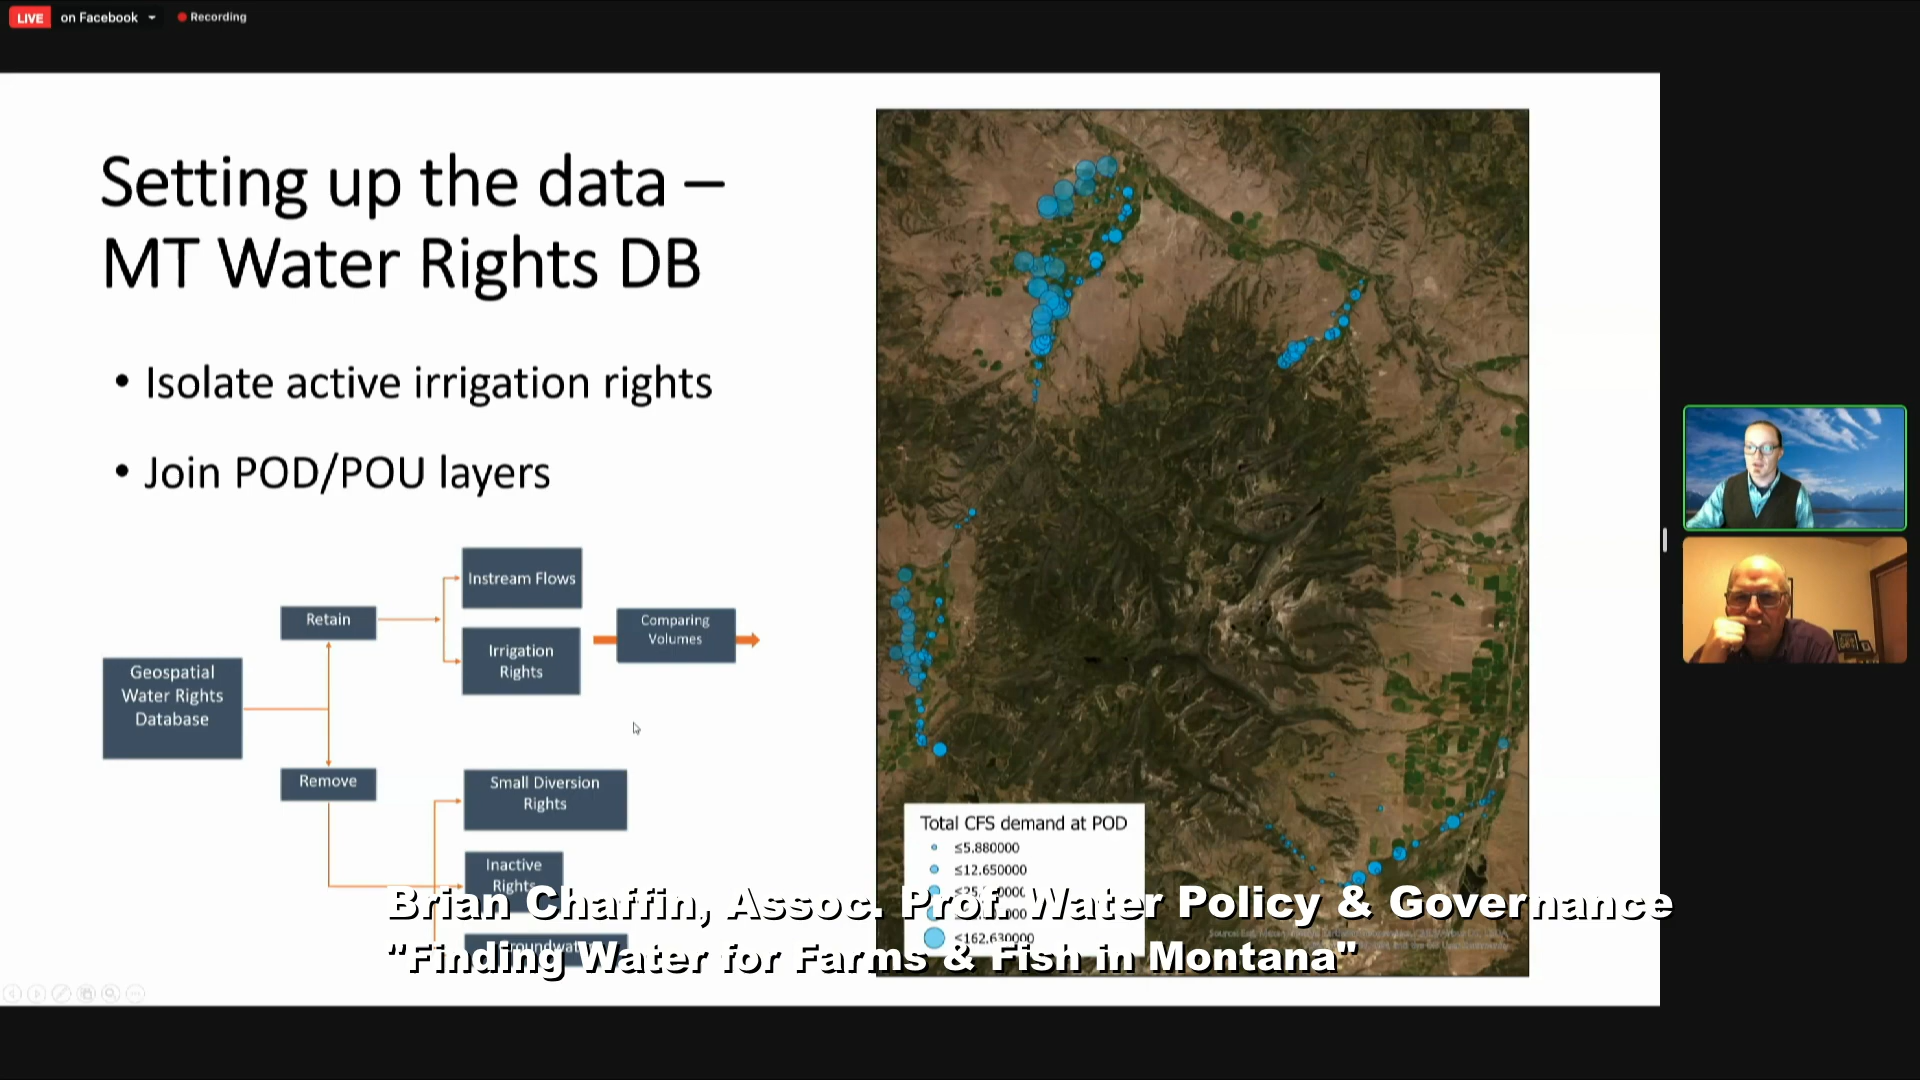 LIVE on Facebook Recording
Setting up the data –
MT Water Rights DB
• Isolate active irrigation rights
• Join POD/POU layers
Instream Flows
Retain
Comparing
Volumes
Irrigation
Rights
Geospatial
Water Rights
Database
Remove
Small Diversion
Rights
Inactive
Rights
Total CFS demand at POD
≤5.880000
≤12.650000
≤162.630000
Brian Chaffin, Assoc. Prof. Water Policy & Governance
"Finding Water for Farms & Fish in Montana"